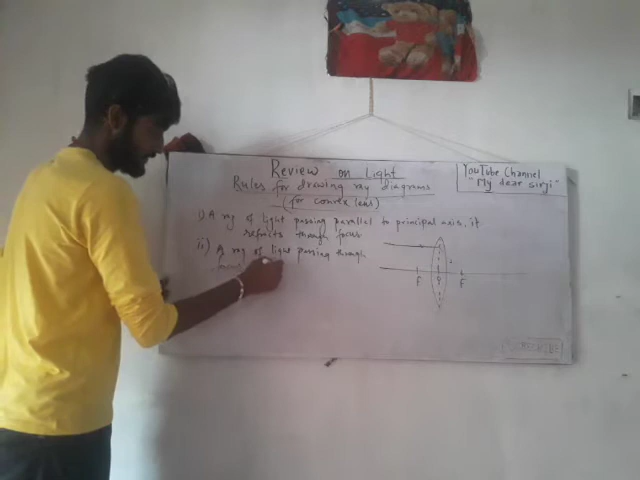 Review on Light
Rules for drawing ray diagrams
(for convex lens)
YouTube Channel
"My dear sirji"
i) A ray of light passing parallel to principal axis, it
refracts through focus
ii) A ray of light passing through
F
F
SUBSCRIBE